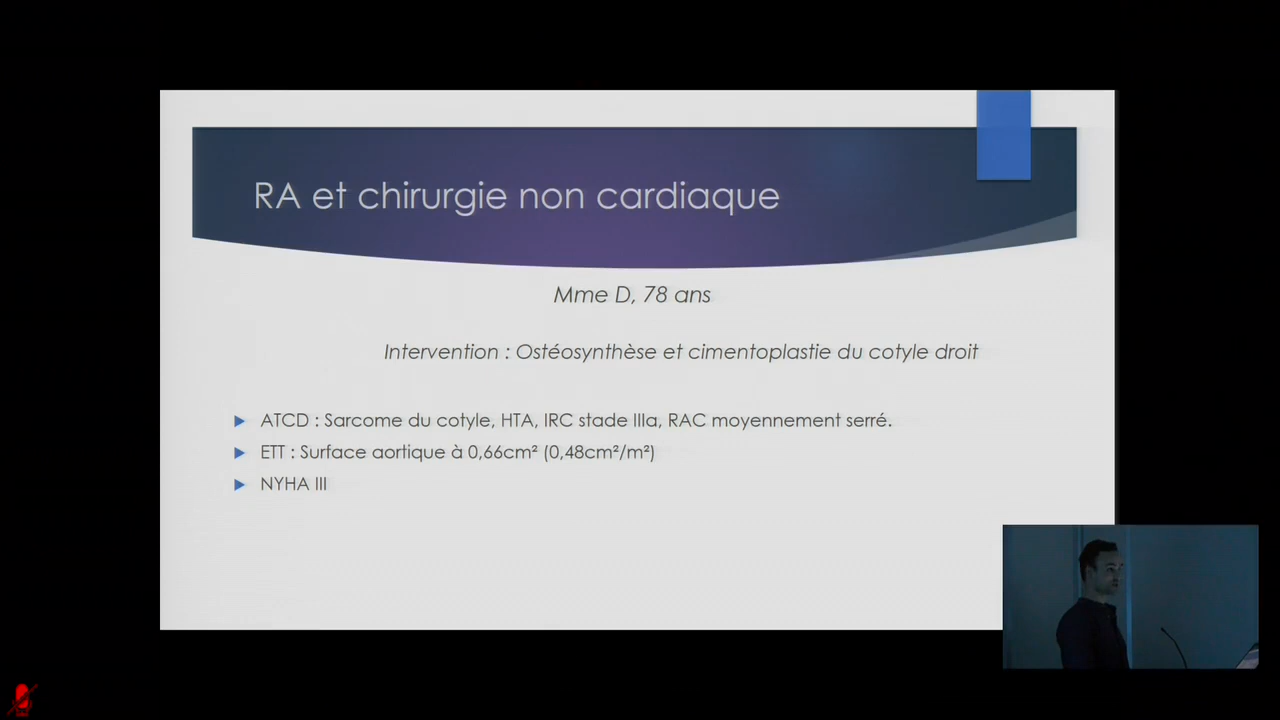 RA et chirurgie non cardiaque
Mme D, 78 ans
Intervention : Ostéosynthèse et cimentoplastie du cotyle droit
ATCD : Sarcome du cotyle, HTA, IRC stade IIIa, RAC moyennement serré.
ETT : Surface aortique à 0,66cm² (0,48cm²/m²)
NYHA III